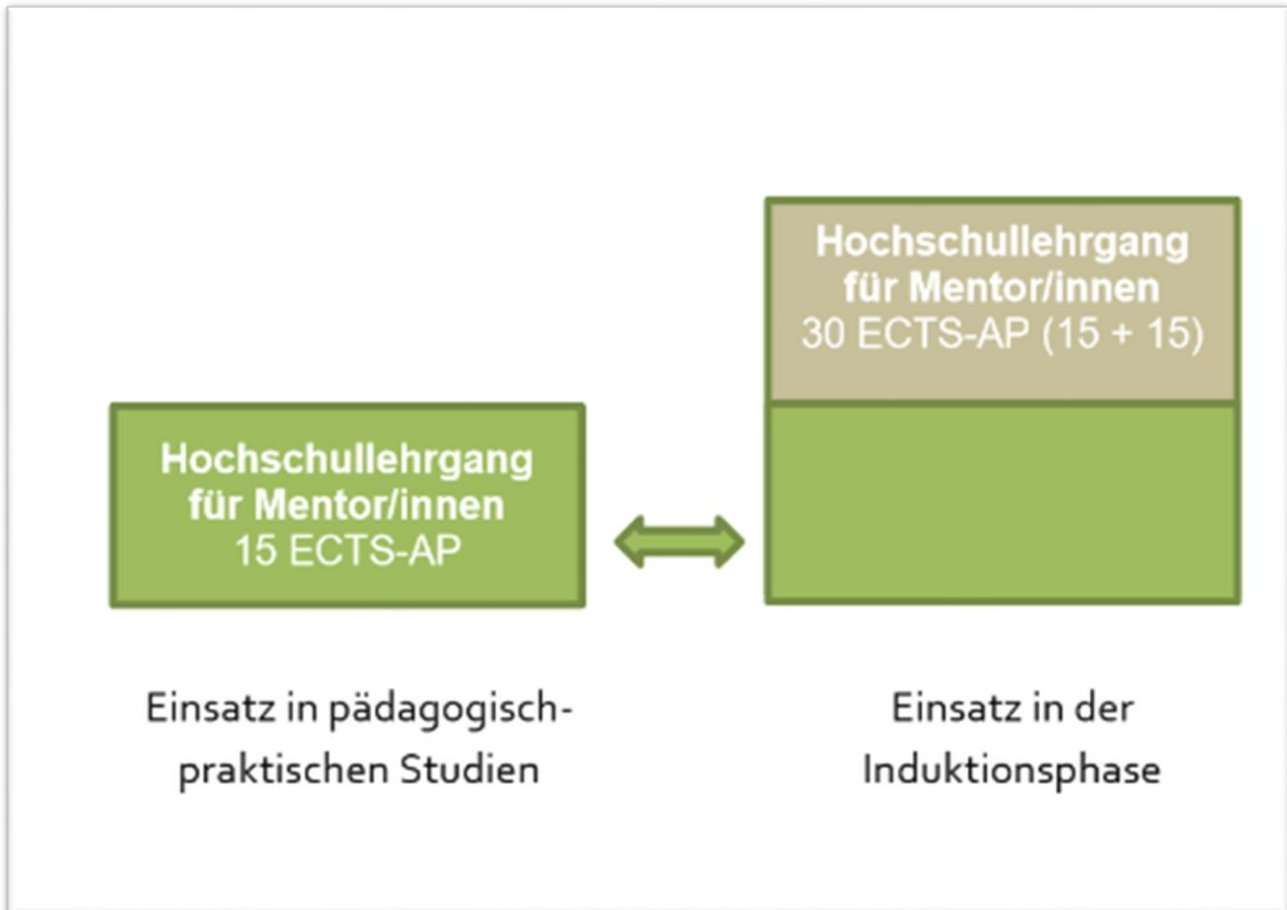 Hochschullehrgang
für Mentor/innen
15 ECTS-AP
Hochschullehrgang
für Mentor/innen
30 ECTS-AP (15 + 15)
Einsatz in pädagogisch-
praktischen Studien
Einsatz in der
Induktionsphase